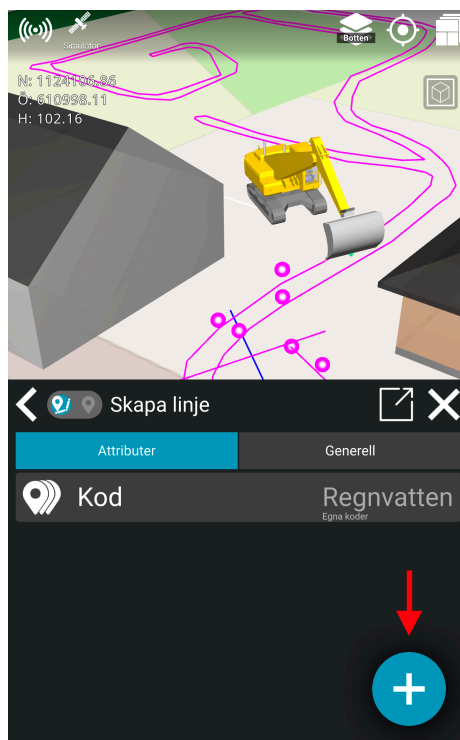 Simulator
Botten
N: 1124106.86
Ö: 610998.11
H: 102.16
Skapa linje
Attributer
Generell
Kod
Regnvatten
Egna koder